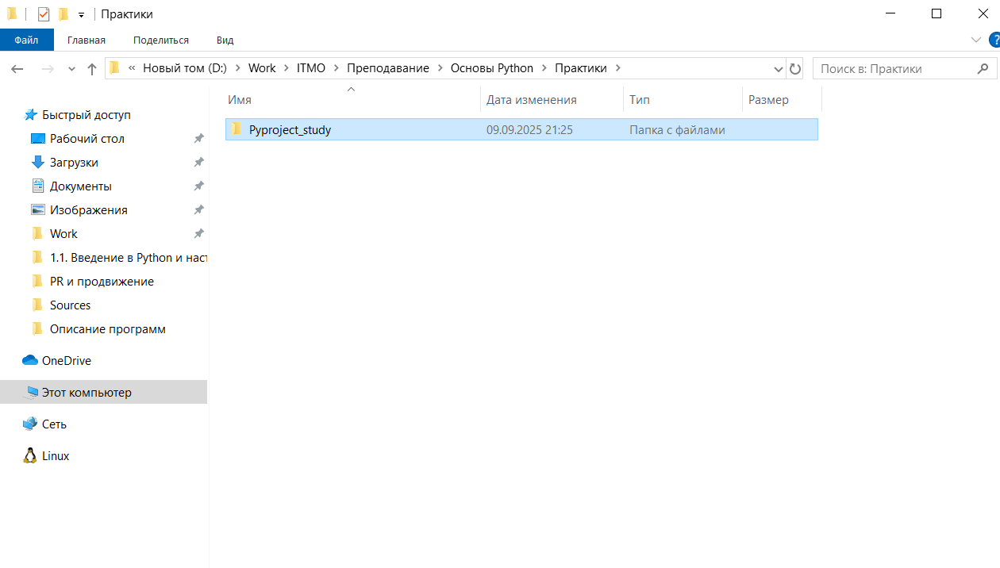 Практики
Файл Главная Поделиться Вид ?
« Новый том (D:) > Work > ITMO > Преподавание > Основы Python > Практики > Поиск в: Практики
Имя Дата изменения Тип Размер
Pyproject_study 09.09.2025 21:25 Папка с файлами
Быстрый доступ
Рабочий стол
Загрузки
Документы
Изображения
Work
1.1. Введение в Python и наст
PR и продвижение
Sources
Описание программ
OneDrive
Этот компьютер
Сеть
Linux